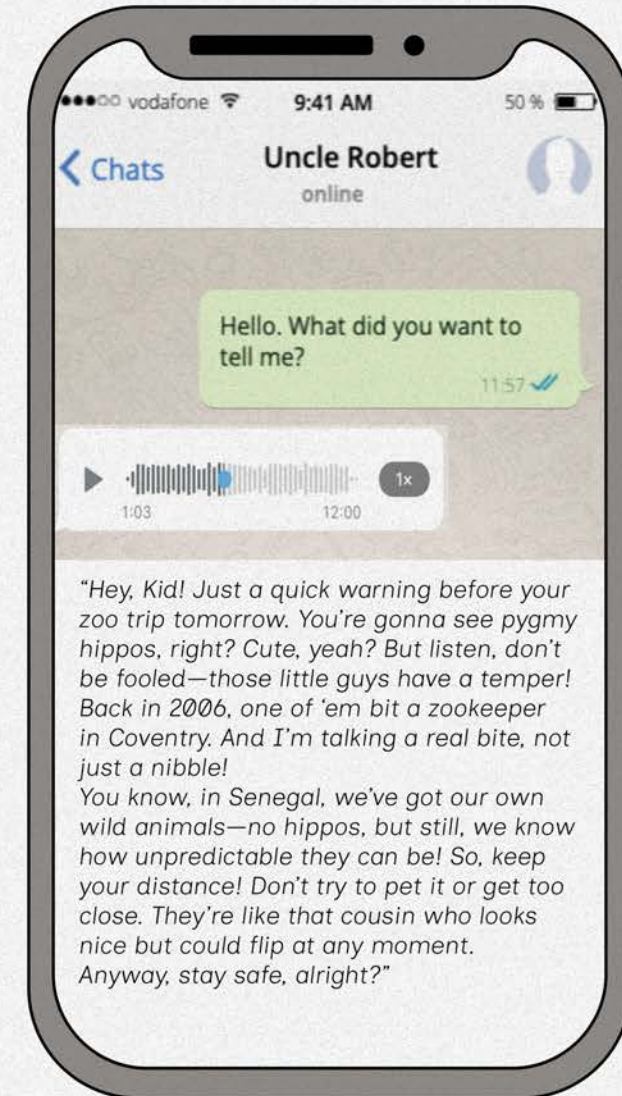 vodafone 9:41 AM 50 %
Chats Uncle Robert
online
Hello. What did you want to
tell me?
11:57
1x
1:03 12:00
“Hey, Kid! Just a quick warning before your
zoo trip tomorrow. You’re gonna see pygmy
hippos, right? Cute, yeah? But listen, don’t
be fooled—those little guys have a temper!
Back in 2006, one of ‘em bit a zookeeper
in Coventry. And I’m talking a real bite, not
just a nibble!
You know, in Senegal, we’ve got our own
wild animals—no hippos, but still, we know
how unpredictable they can be! So, keep
your distance! Don’t try to pet it or get too
close. They’re like that cousin who looks
nice but could flip at any moment.
Anyway, stay safe, alright?”